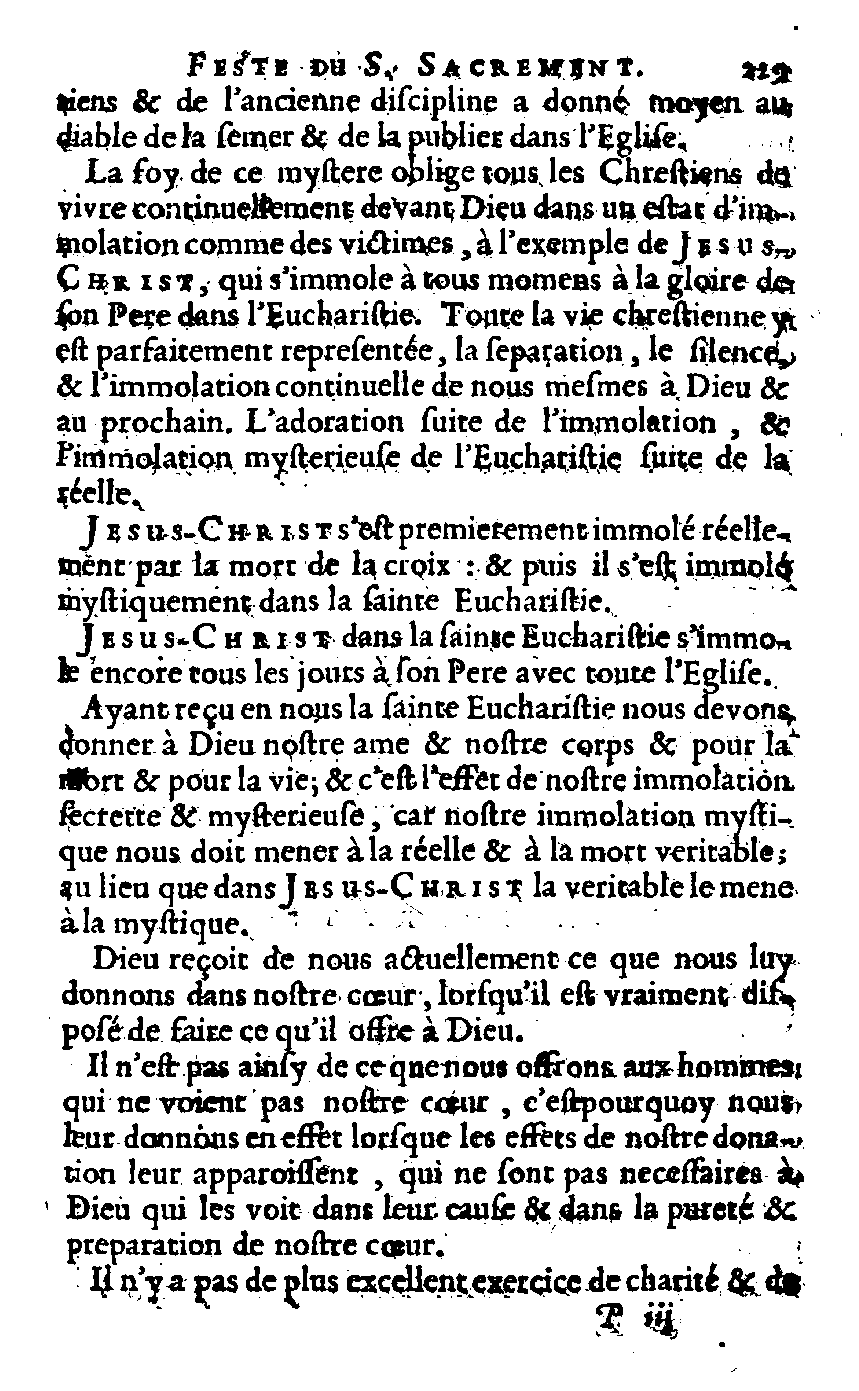 FESTE DU S. SACREMENT. 229
tiens & de l'ancienne diſcipline a donné moyen au
diable de la ſemer & de la publier dans l'Egliſe.
La foy de ce myſtere oblige tous les Chreſtiens de
vivre continuellement devant Dieu dans un eſtat d'im-
molation comme des victimes, à l'exemple de JESUS-
CHRIST, qui s'immole à tous momens à la gloire de
ſon Pere dans l'Euchariſtie. Toute la vie chreſtienne y
eſt parfaitement repreſentée, la ſeparation, le ſilence,
& l'immolation continuelle de nous meſmes à Dieu &
au prochain. L'adoration ſuite de l'immolation, &
l'immolation myſterieuſe de l'Euchariſtie ſuite de la
réelle.
JESUS-CHRIST s'eſt premierement immolé réelle-
ment par la mort de la croix : & puis il s'eſt immolé
myſtiquement dans la ſainte Euchariſtie.
JESUS-CHRIST dans la ſainte Euchariſtie s'immo-
le encore tous les jours à ſon Pere avec toute l'Egliſe.
Ayant reçu en nous la ſainte Euchariſtie nous devons
donner à Dieu noſtre ame & noſtre corps & pour la
mort & pour la vie; & c'eſt l'effet de noſtre immolation
ſecrette & myſterieuſe, car noſtre immolation myſti-
que nous doit mener à la réelle & à la mort veritable;
au lieu que dans JESUS-CHRIST la veritable le mene
à la myſtique.
Dieu reçoit de nous actuellement ce que nous luy
donnons dans noſtre cœur, lorſqu'il eſt vraiment diſ-
poſé de faire ce qu'il offre à Dieu.
Il n'eſt pas ainſy de ce que nous offrons aux hommes,
qui ne voient pas noſtre cœur, c'eſtpourquoy nous
leur donnons en effet lorſque les effets de noſtre dona-
tion leur apparoiſſent, qui ne ſont pas neceſſaires à
Dieu qui les voit dans leur cauſe & dans la pureté &
preparation de noſtre cœur.
Il n'y a pas de plus excellent exercice de charité & de
P iij